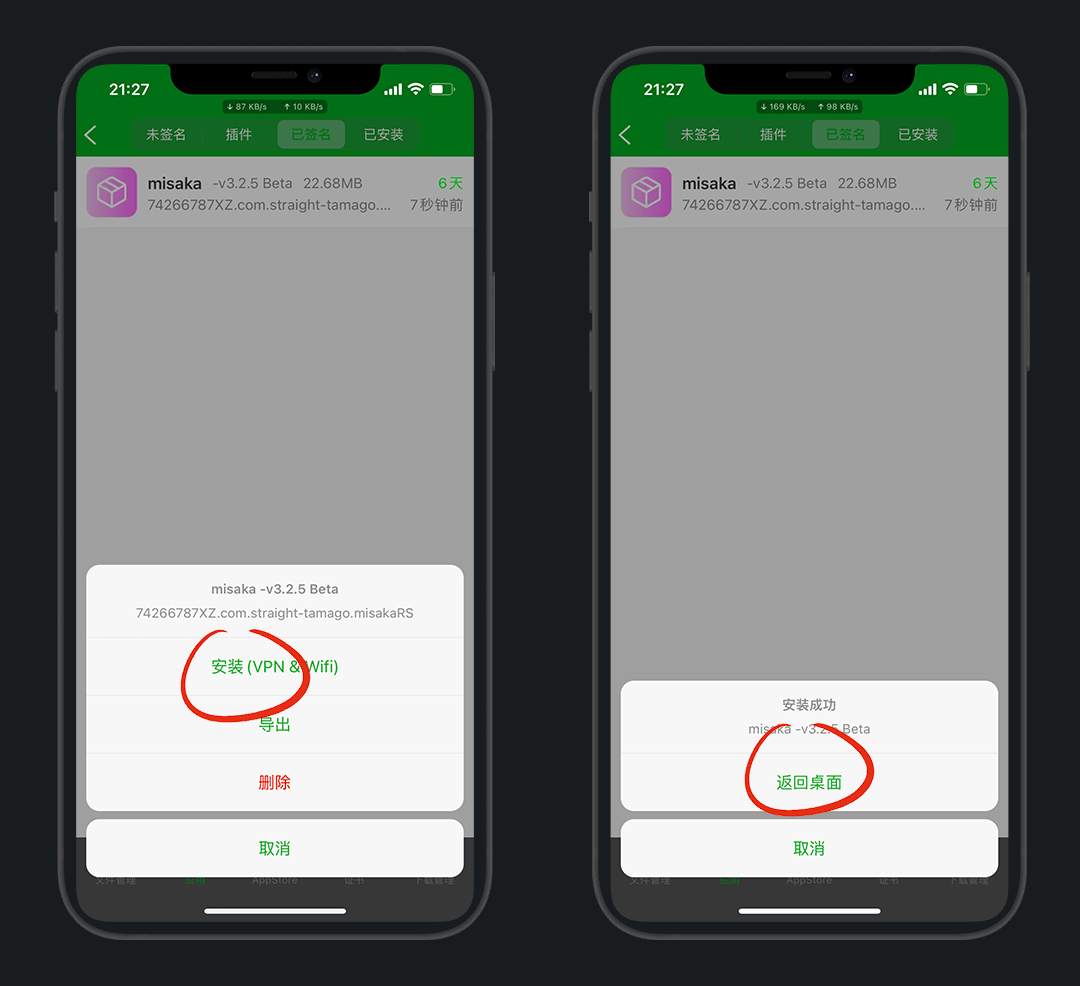 21:27
↓ 87 KB/s ↑ 10 KB/s
未签名 插件 已签名 已安装
misaka -v3.2.5 Beta 22.68MB 6天
74266787XZ.com.straight-tamago.... 7秒钟前
misaka -v3.2.5 Beta
74266787XZ.com.straight-tamago.misakaRS
安装 (VPN & Wifi)
导出
删除
取消
文件管理 应用 AppStore 证书 下载管理
21:27
↓ 169 KB/s ↑ 98 KB/s
未签名 插件 已签名 已安装
misaka -v3.2.5 Beta 22.68MB 6天
74266787XZ.com.straight-tamago.... 7秒钟前
安装成功
misaka -v3.2.5 Beta
返回桌面
取消
文件管理 应用 AppStore 证书 下载管理